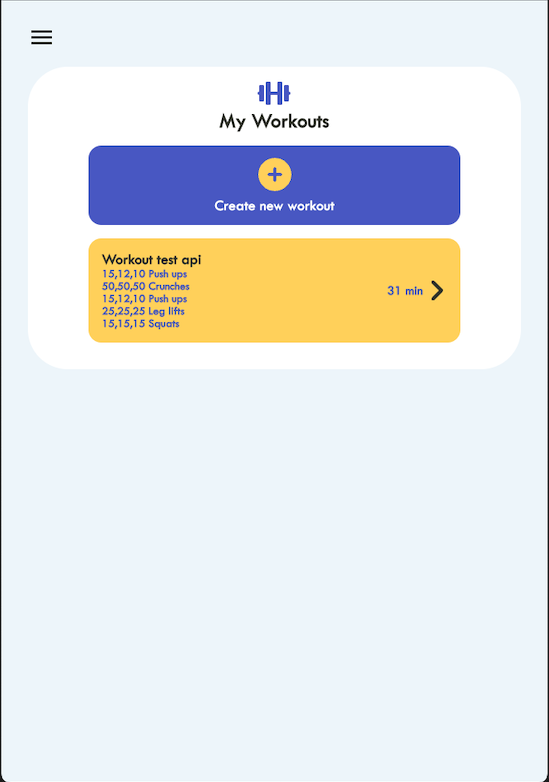 My Workouts
Create new workout
Workout test api
15,12,10 Push ups
50,50,50 Crunches
15,12,10 Push ups
25,25,25 Leg lifts
15,15,15 Squats
31 min